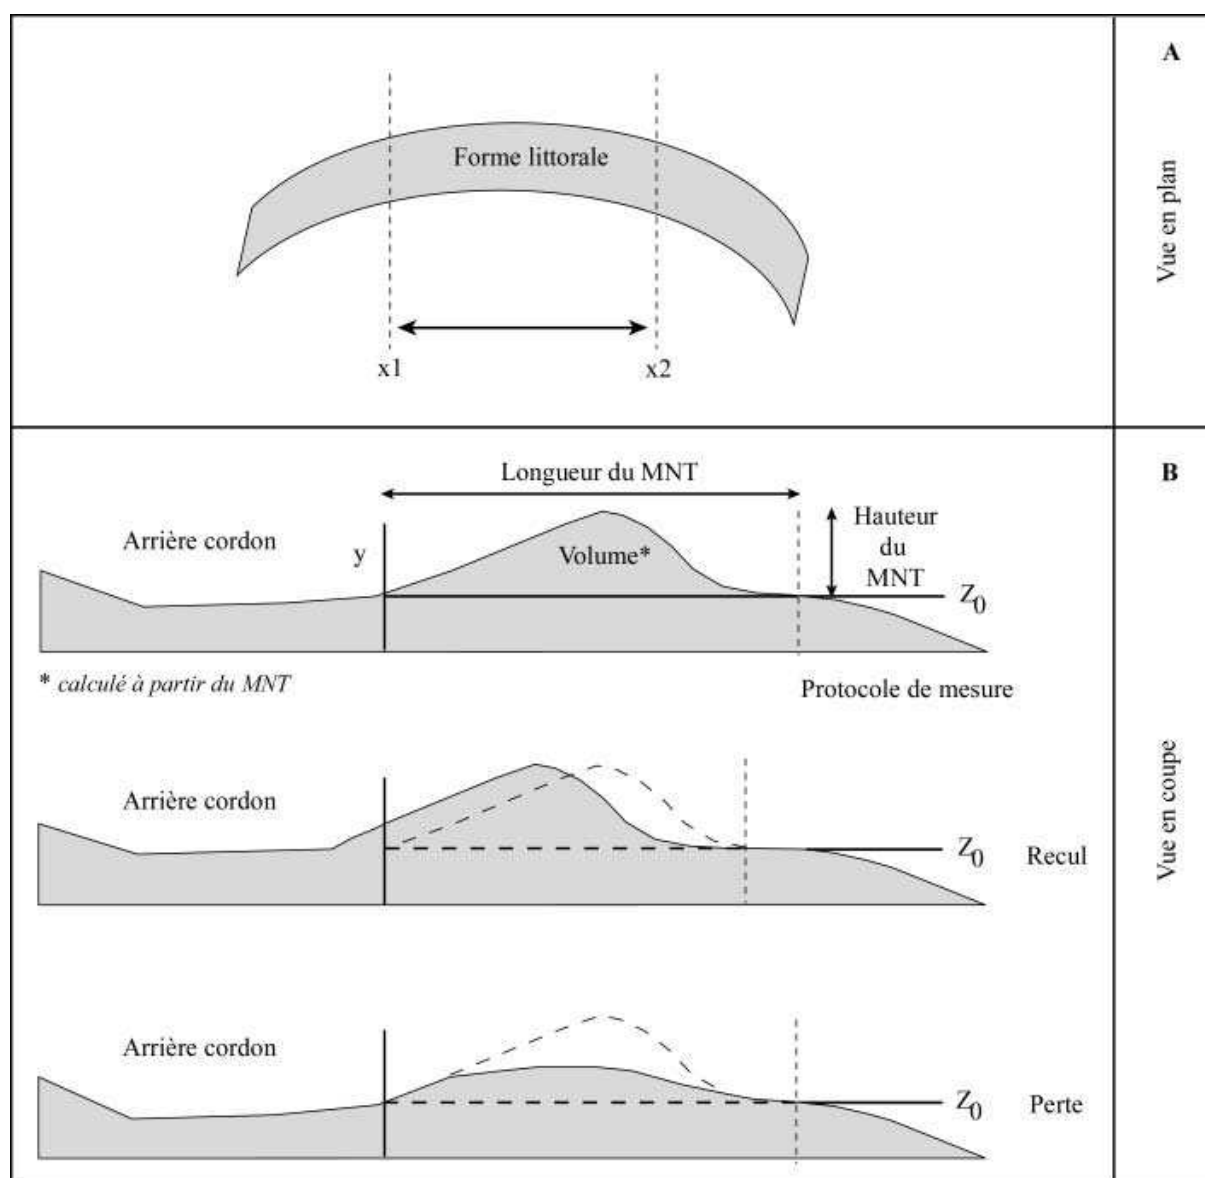 A
Vue en plan
Forme littorale
x1
x2
B
Vue en coupe
Longueur du MNT
Arrière cordon
y
Volume*
Hauteur
du
MNT
Z0
* calculé à partir du MNT
Protocole de mesure
Arrière cordon
Z0
Recul
Arrière cordon
Z0
Perte